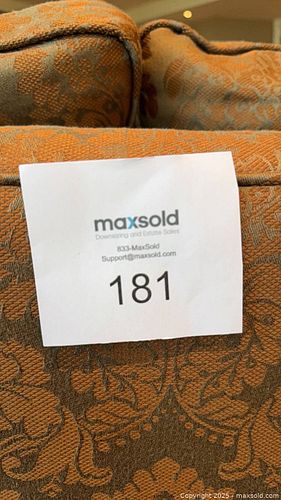 maxsold
Downsizing and Estate Sales
833-MaxSold
Support@maxsold.com
181
Copyright © 2025 - maxsold.com